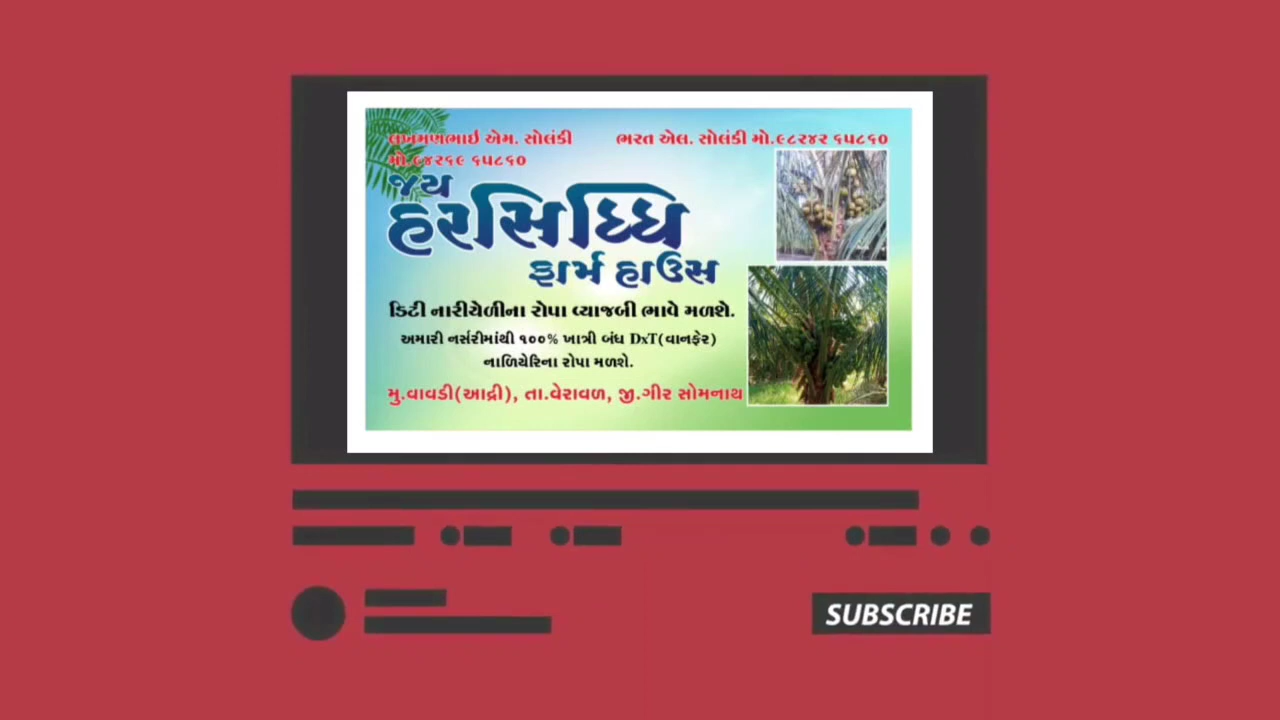 લખમણભાઇ એમ. સોલંકી ભરત એલ. સોલંકી મો.૯૮૨૪૨ ૬૫૮૬૦
મો.૯૪૨૬૯ ૬૫૮૬૦
જય
હરસિધ્ધિ
ફાર્મ હાઉસ
ડિટી નારીયેળીના રોપા વ્યાજબી ભાવે મળશે.
અમારી નર્સરીમાંથી ૧૦૦% ખાત્રી બંધ DxT(વાનફેર)
નાળિયેરિના રોપા મળશે.
મુ.વાવડી(આદ્રી), તા.વેરાવળ, જી.ગીર સોમનાથ
SUBSCRIBE